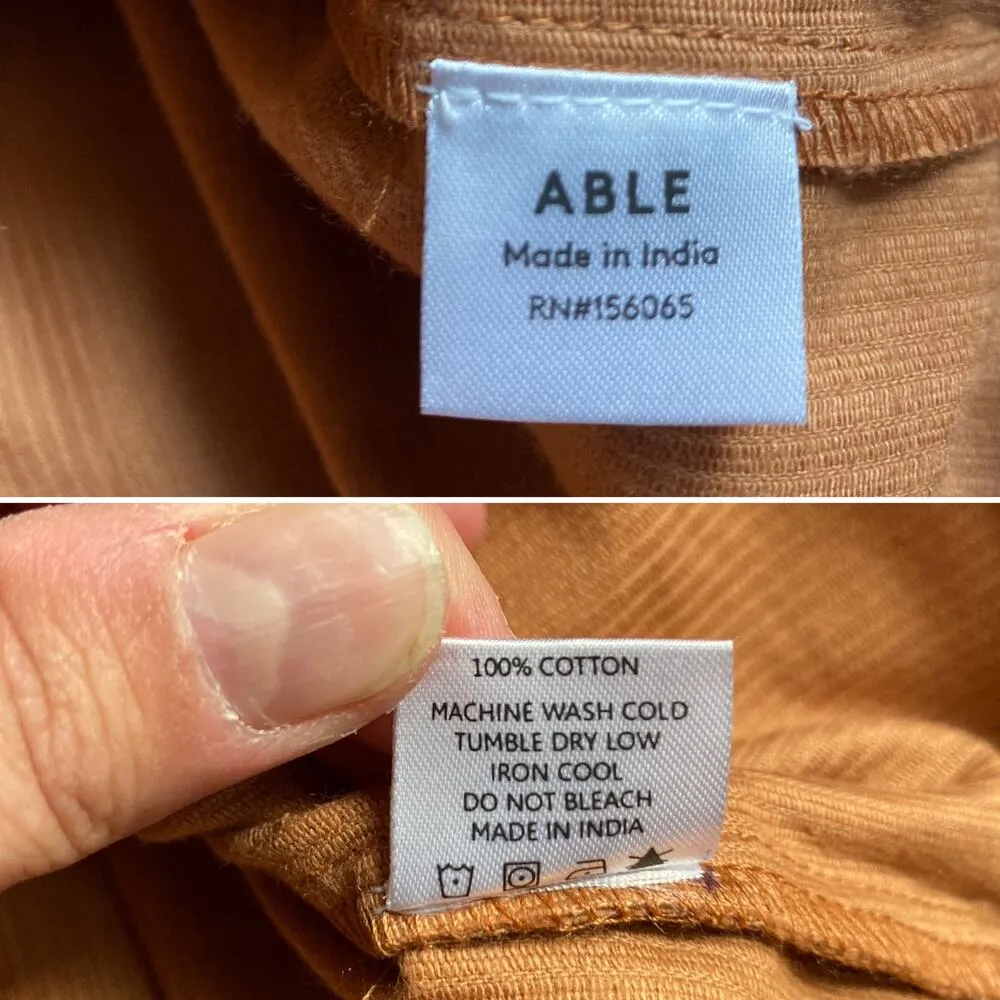 ABLE
Made in India
RN#156065
100% COTTON
MACHINE WASH COLD
TUMBLE DRY LOW
IRON COOL
DO NOT BLEACH
MADE IN INDIA